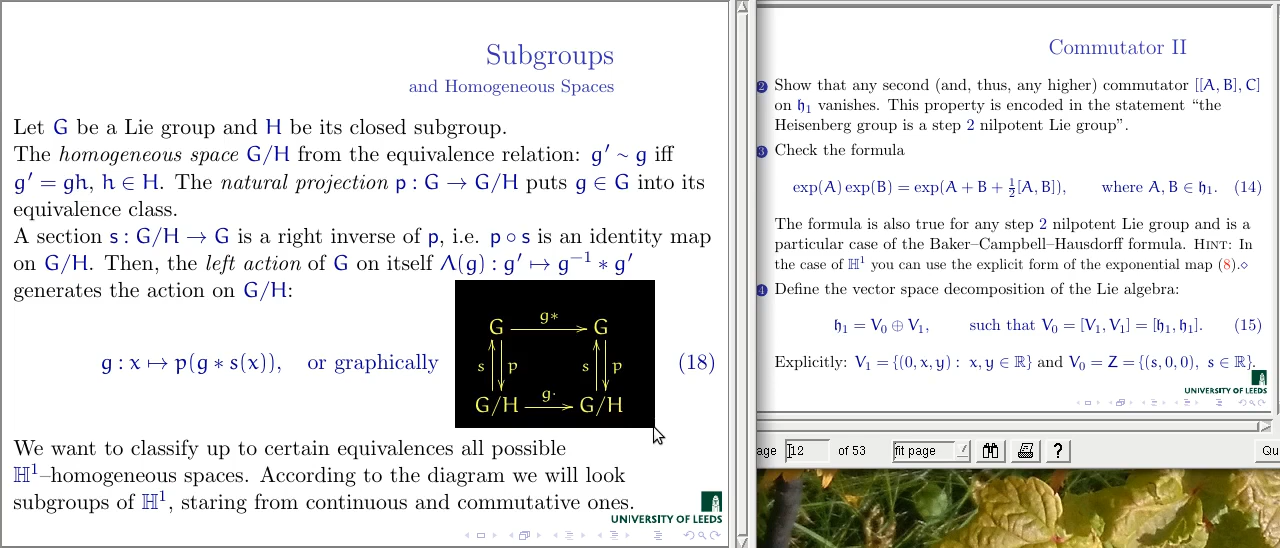 Subgroups
and Homogeneous Spaces
Let G be a Lie group and H be its closed subgroup.
The homogeneous space G/H from the equivalence relation: g′ ∼ g iff
g′ = gh, h ∈ H. The natural projection p : G → G/H puts g ∈ G into its
equivalence class.
A section s : G/H → G is a right inverse of p, i.e. p ∘ s is an identity map
on G/H. Then, the left action of G on itself Λ(g) : g′ ↦ g⁻¹ ∗ g′
generates the action on G/H:
g∗
G G
g : x ↦ p(g ∗ s(x)), or graphically s p s p (18)
g·
G/H G/H
We want to classify up to certain equivalences all possible
ℍ¹–homogeneous spaces. According to the diagram we will look
subgroups of ℍ¹, staring from continuous and commutative ones.
UNIVERSITY OF LEEDS
Commutator II
2 Show that any second (and, thus, any higher) commutator [[A, B], C]
on 𝔥₁ vanishes. This property is encoded in the statement “the
Heisenberg group is a step 2 nilpotent Lie group”.
3 Check the formula
exp(A) exp(B) = exp(A + B + ½[A, B]), where A, B ∈ 𝔥₁. (14)
The formula is also true for any step 2 nilpotent Lie group and is a
particular case of the Baker–Campbell–Hausdorff formula. HINT: In
the case of ℍ¹ you can use the explicit form of the exponential map (8).⋄
4 Define the vector space decomposition of the Lie algebra:
𝔥₁ = V₀ ⊕ V₁, such that V₀ = [V₁, V₁] = [𝔥₁, 𝔥₁]. (15)
Explicitly: V₁ = {(0, x, y) : x, y ∈ ℝ} and V₀ = Z = {(s, 0, 0), s ∈ ℝ}.
UNIVERSITY OF LEEDS
age 12 of 53 fit page ? Qu